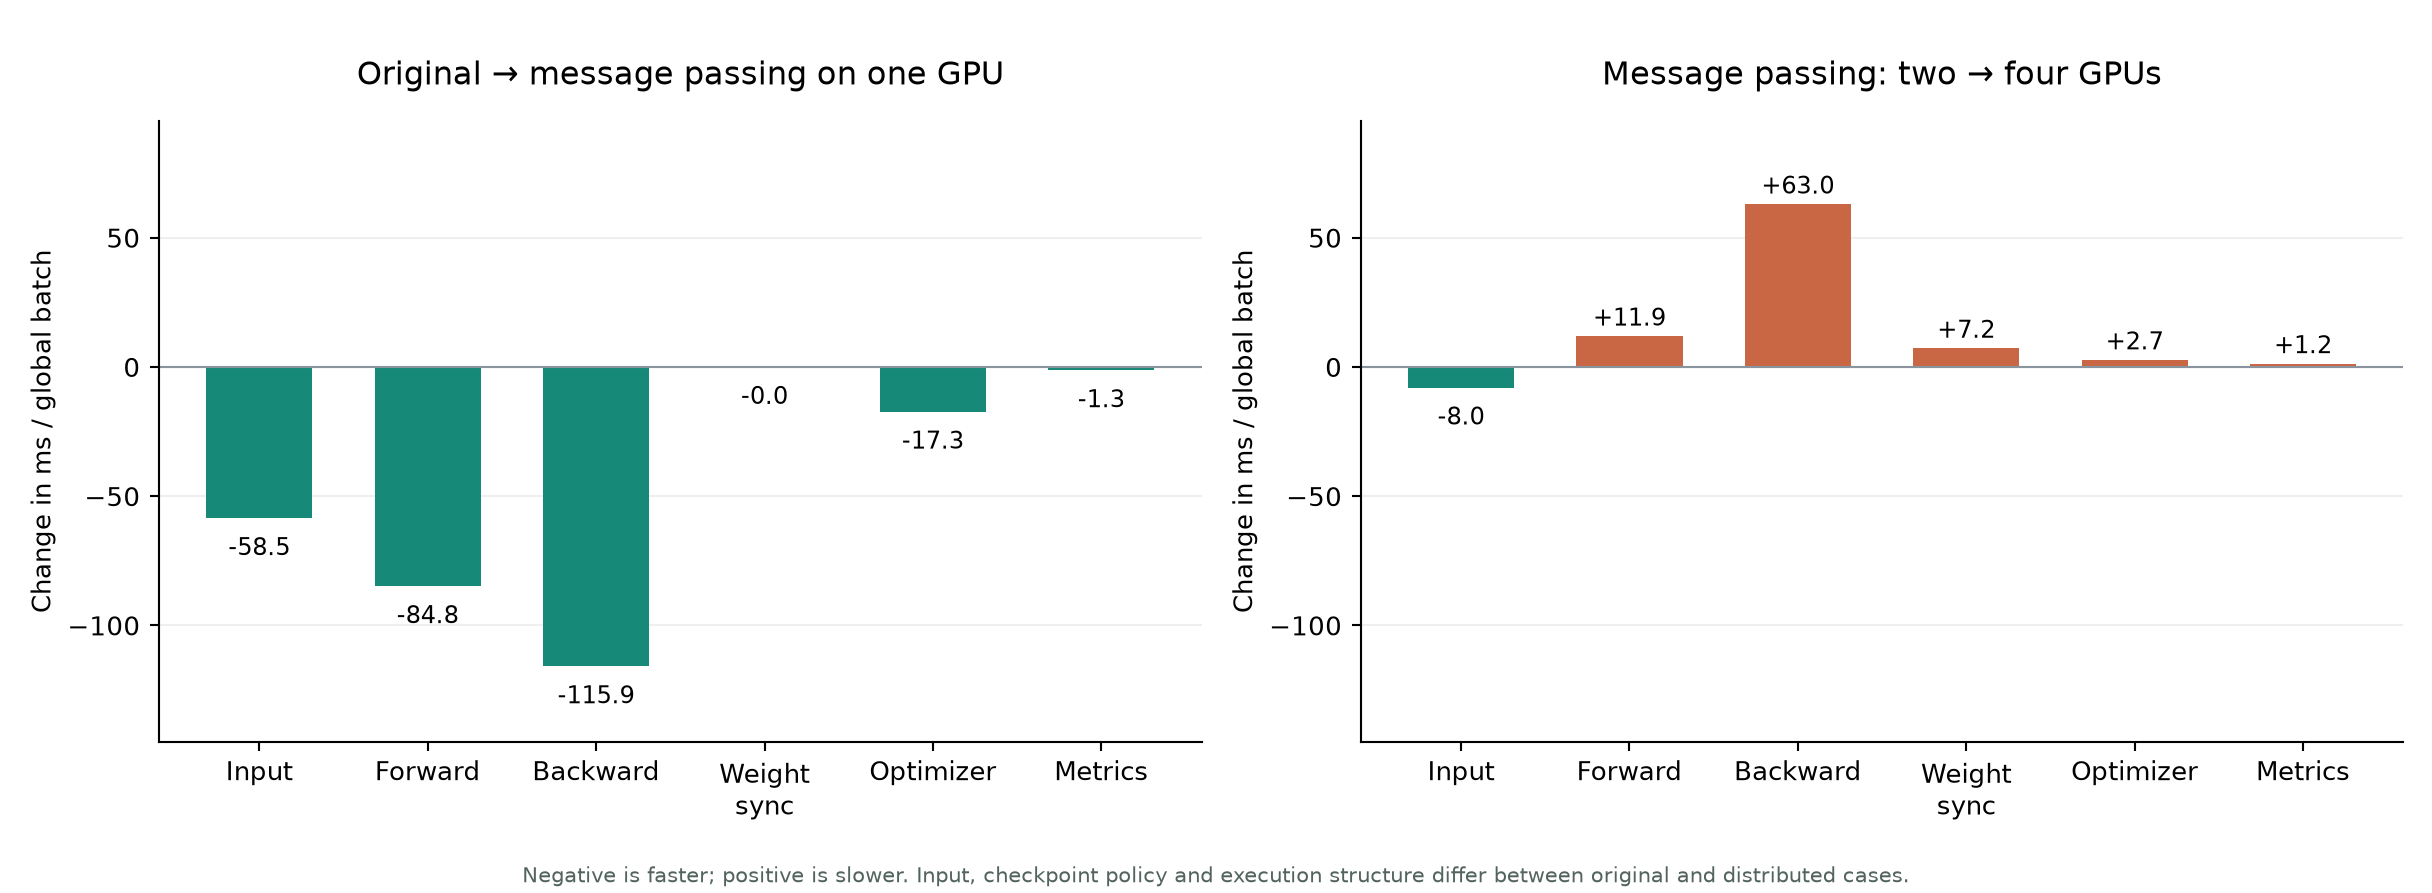 Original → message passing on one GPU
Change in ms / global batch
50
0
−50
−100
-58.5
-84.8
-115.9
-0.0
-17.3
-1.3
Input
Forward
Backward
Weight
sync
Optimizer
Metrics
Message passing: two → four GPUs
Change in ms / global batch
50
0
−50
−100
-8.0
+11.9
+63.0
+7.2
+2.7
+1.2
Input
Forward
Backward
Weight
sync
Optimizer
Metrics
Negative is faster; positive is slower. Input, checkpoint policy and execution structure differ between original and distributed cases.